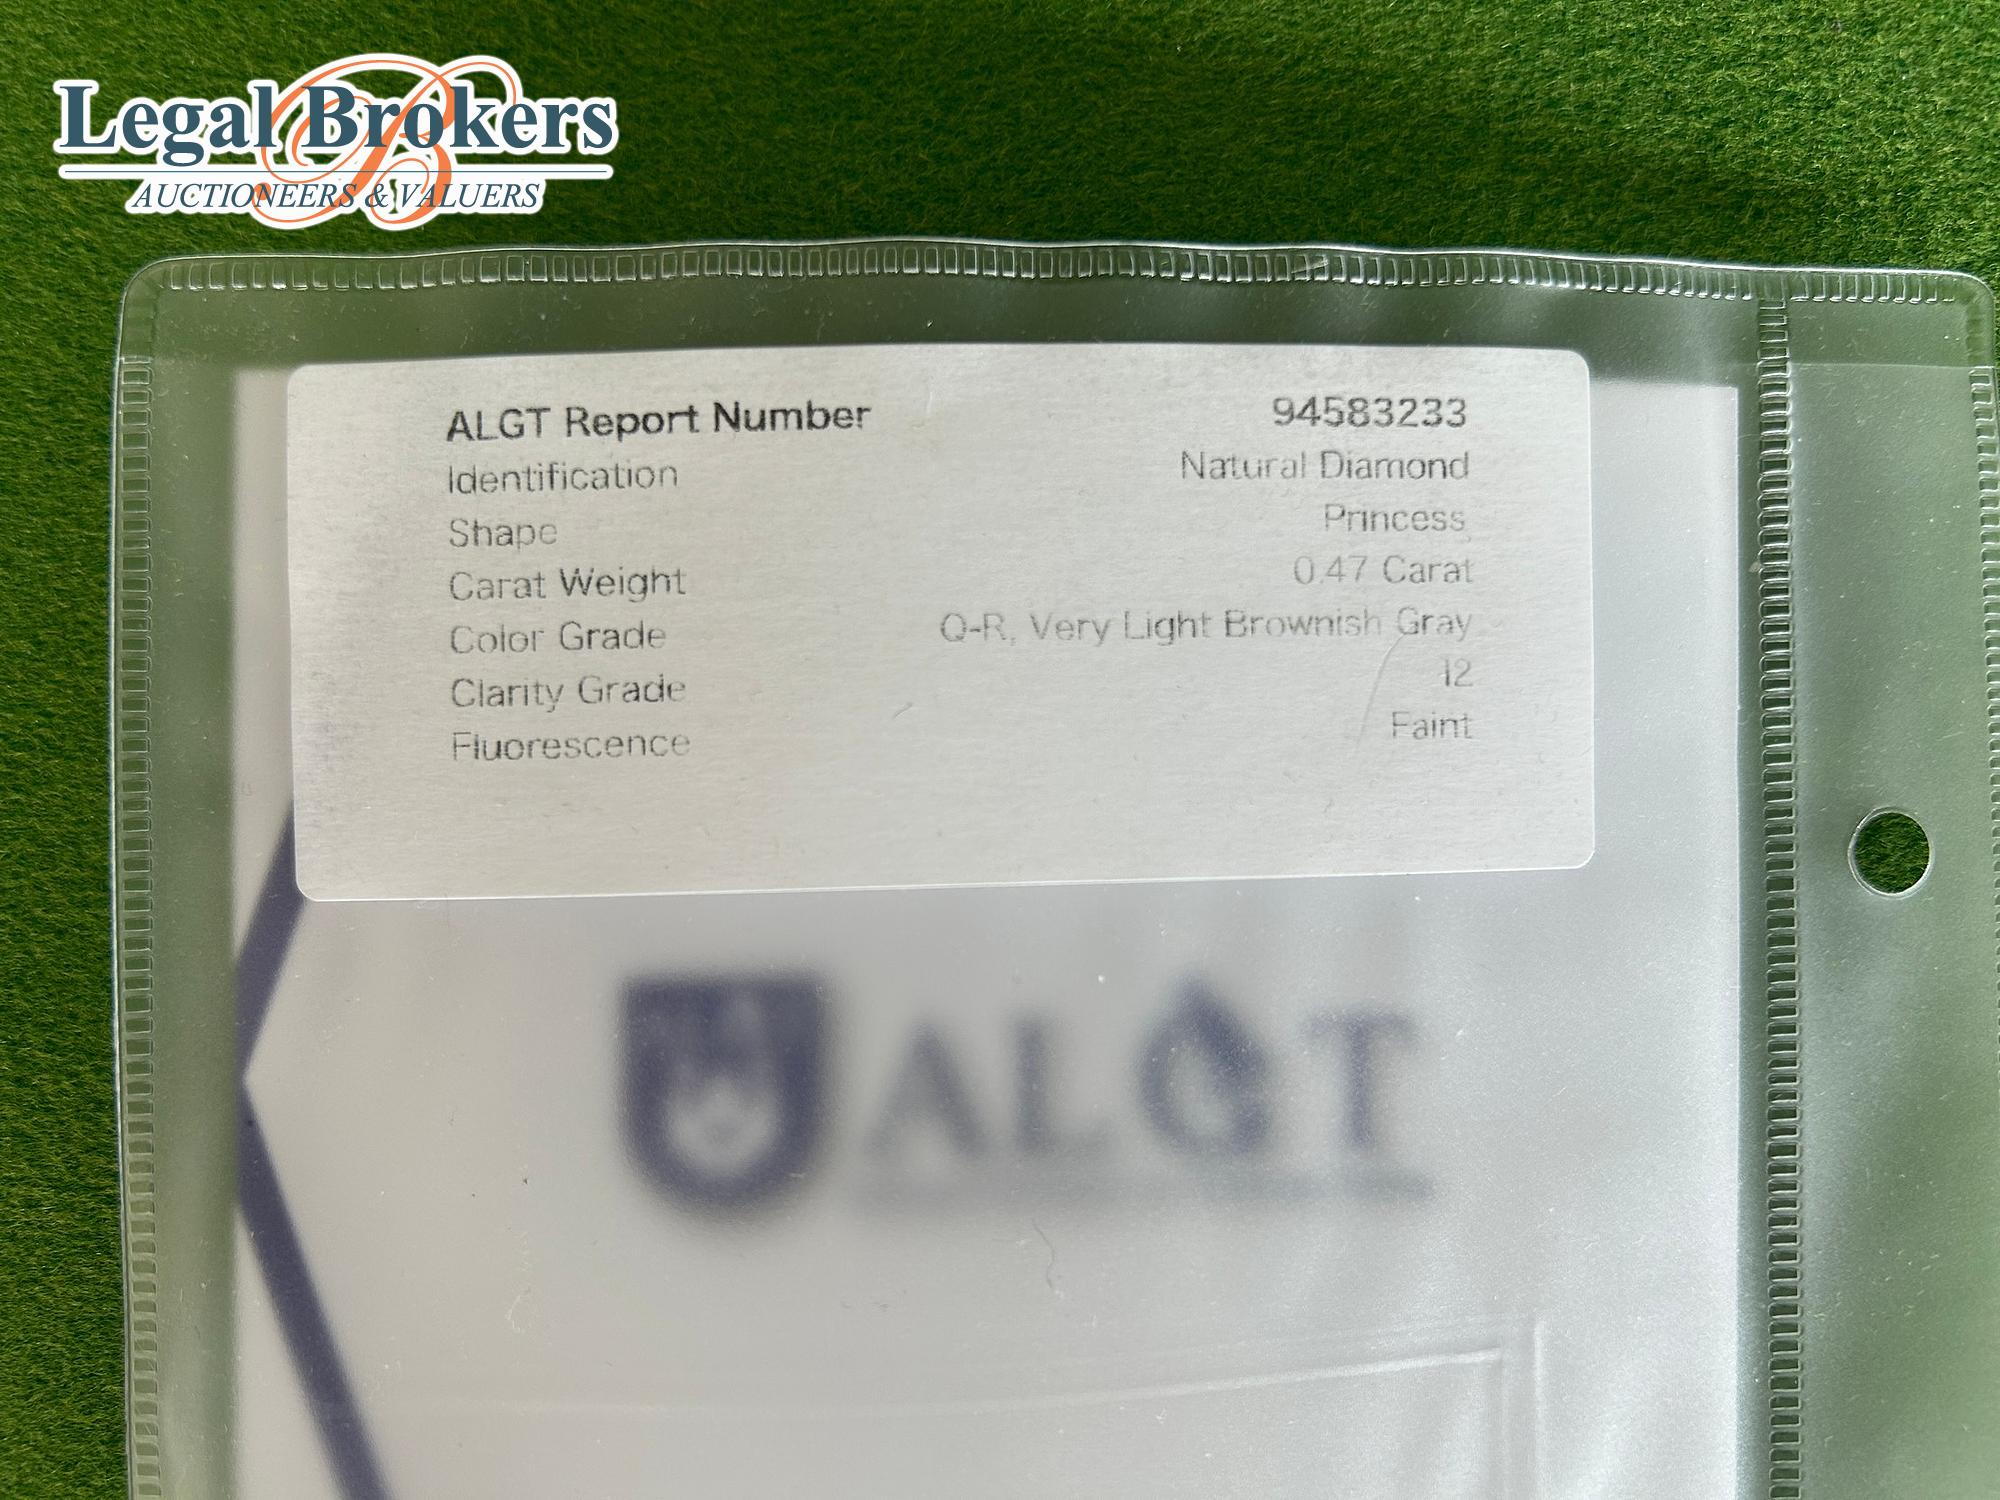 Legal Brokers
AUCTIONEERS & VALUERS
ALGT Report Number 94583233
Identification Natural Diamond
Shape Princess
Carat Weight 0.47 Carat
Color Grade Q-R, Very Light Brownish Gray
Clarity Grade I2
Fluorescence Faint
ALGT